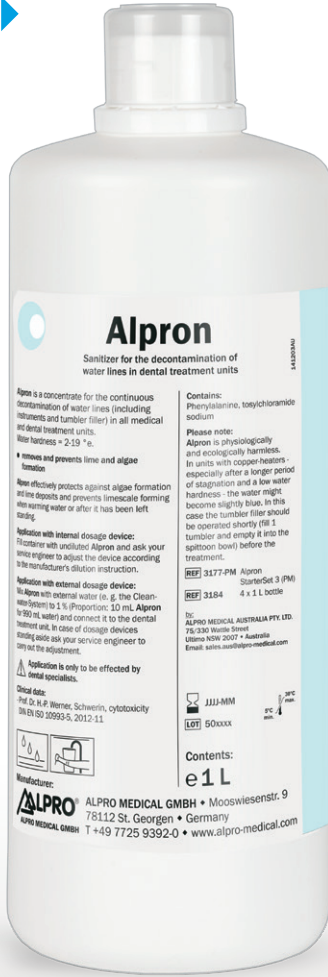 Alpron
Sanitizer for the decontamination of
water lines in dental treatment units
Alpron is a concentrate for the continuous
decontamination of water lines (including
instruments and tumbler filler) in all medical
and dental treatment units.
Water hardness = 2-19 °e.
• removes and prevents lime and algae
formation
Alpron effectively protects against algae formation
and lime deposits and prevents limescale forming
when warming water or after it has been left
standing.
Application with internal dosage device:
Fill container with undiluted Alpron and ask your
service engineer to adjust the device according
to the manufacturer's dilution instruction.
Application with external dosage device:
Mix Alpron with external water (e. g. the Clean-
Water-System) to 1 % (Proportion: 10 mL Alpron
for 990 mL water) and connect it to the dental
treatment unit. In case of dosage devices
standing aside ask your service engineer to
carry out the adjustment.
Application is only to be effected by
dental specialists.
Clinical data:
-Prof. Dr. H.-P. Werner, Schwerin, cytotoxicity
DIN EN ISO 10993-5, 2012-11
Contains:
Phenylalanine, tosylchloramide
sodium
Please note:
Alpron is physiologically
and ecologically harmless.
In units with copper-heaters -
especially after a longer period
of stagnation and a low water
hardness - the water might
become slightly blue. In this
case the tumbler filler should
be operated shortly (fill 1
tumbler and empty it into the
spittoon bowl) before the
treatment.
REF 3177-PM Alpron
StarterSet 3 (PM)
REF 3184 4 x 1 L bottle
by:
ALPRO MEDICAL AUSTRALIA PTY. LTD.
75/330 Wattle Street
Ultimo NSW 2007 • Australia
Email: sales.aus@alpro-medical.com
JJJJ-MM
LOT 50xxxx
5°C
min.
30°C
Contents:
e 1 L
141203AU
Manufacturer:
ALPRO®
ALPRO MEDICAL GMBH
ALPRO MEDICAL GMBH ♦ Mooswiesenstr. 9
78112 St. Georgen ♦ Germany
T +49 7725 9392-0 ♦ www.alpro-medical.com